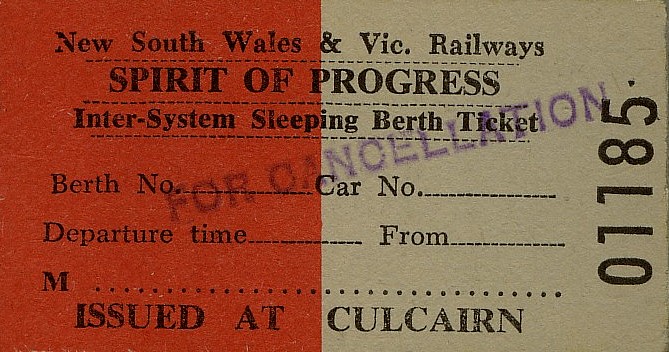 New South Wales & Vic. Railways
SPIRIT OF PROGRESS
Inter-System Sleeping Berth Ticket
FOR CANCELLATION
Berth No. Car No.
Departure time From
M
ISSUED AT CULCAIRN
01185